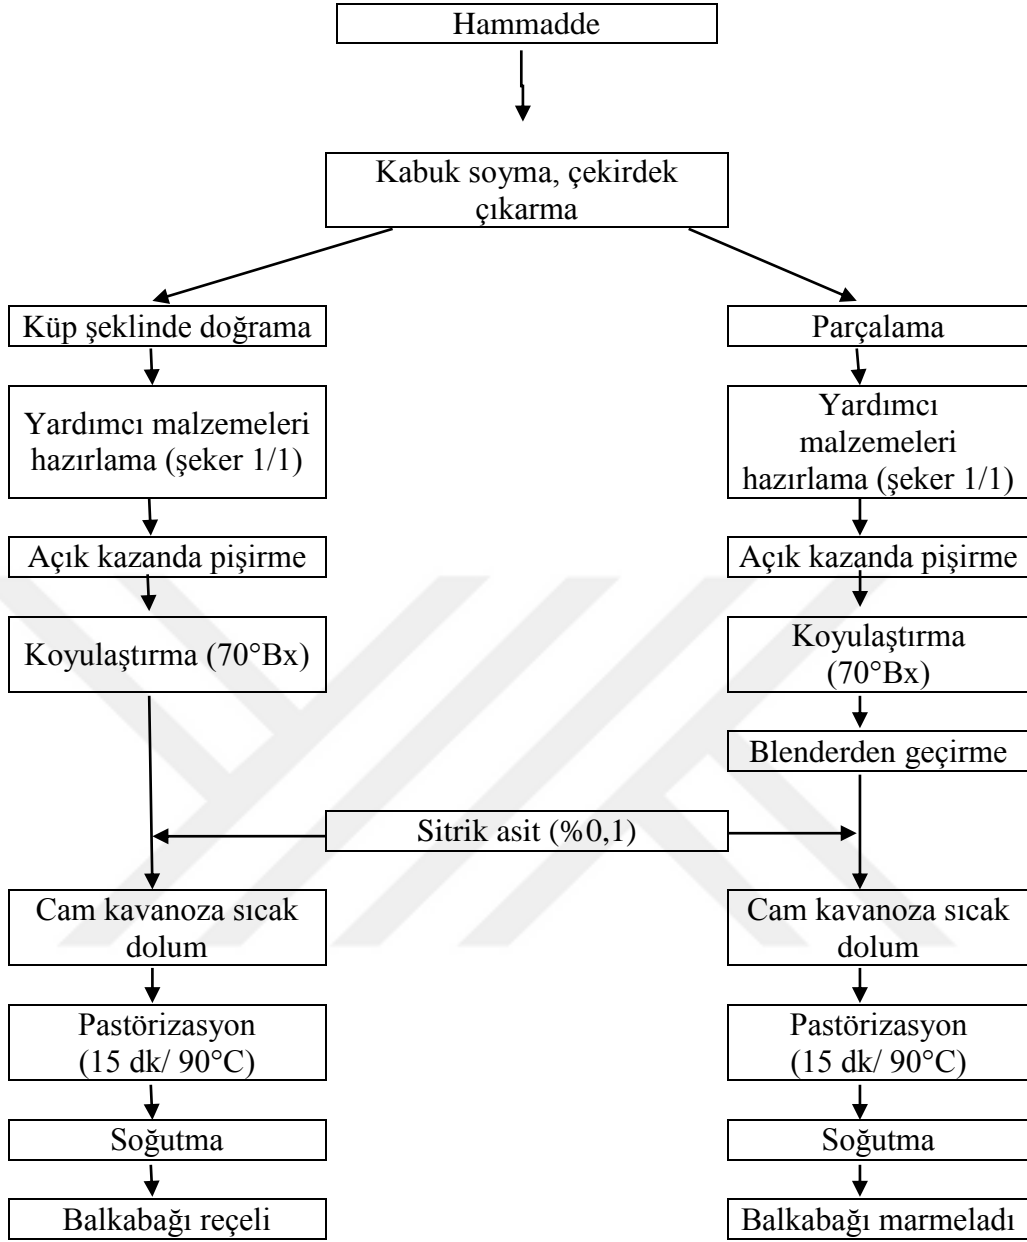 Hammadde
Kabuk soyma, çekirdek
çıkarma
Küp şeklinde doğrama
Yardımcı malzemeleri
hazırlama (şeker 1/1)
Açık kazanda pişirme
Koyulaştırma (70°Bx)
Parçalama
Yardımcı
malzemeleri
hazırlama (şeker 1/1)
Açık kazanda pişirme
Koyulaştırma
(70°Bx)
Blenderden geçirme
Sitrik asit (%0,1)
Cam kavanoza sıcak
dolum
Pastörizasyon
(15 dk/ 90°C)
Soğutma
Balkabağı reçeli
Cam kavanoza sıcak
dolum
Pastörizasyon
(15 dk/ 90°C)
Soğutma
Balkabağı marmeladı